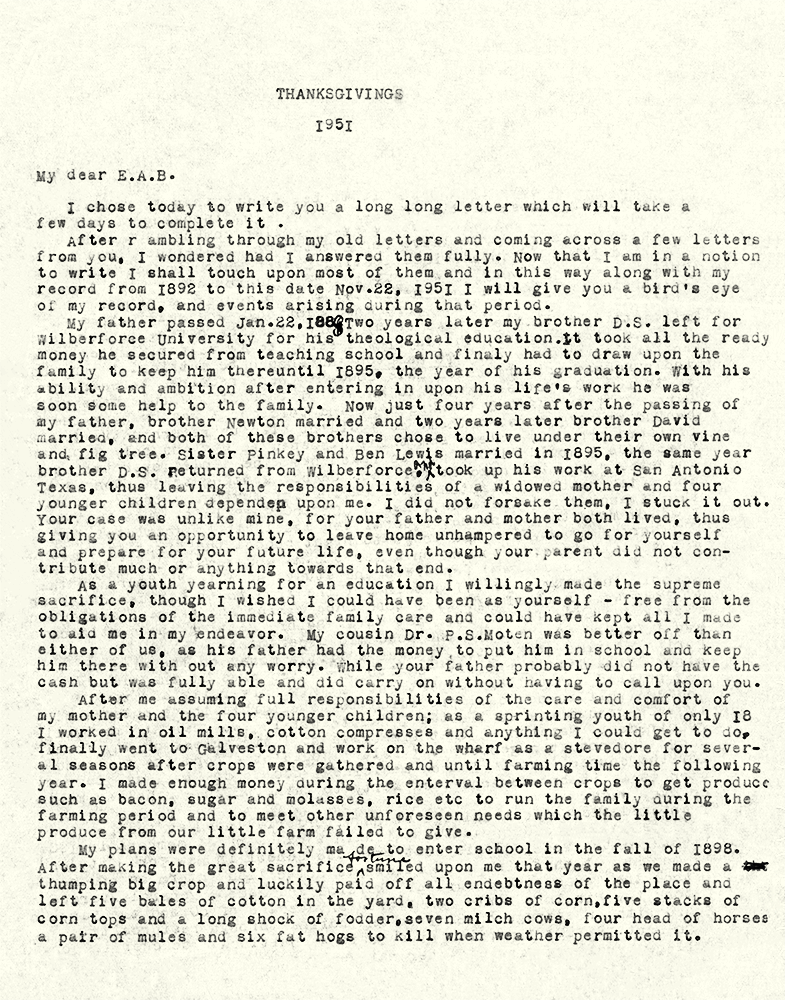 THANKSGIVINGS
I95I
My dear E.A.B.
I chose today to write you a long long letter which will take a
few days to complete it .
After r ambling through my old letters and coming across a few letters
from you, I wondered had I answered them fully. Now that I am in a notion
to write I shall touch upon most of them and in this way along with my
record from I892 to this date Nov.22, I95I I will give you a bird's eye
of my record, and events arising during that period.
My father passed Jan.22,I889 Two years later my brother D.S. left for
Wilberforce University for his theological education.It took all the ready
money he secured from teaching school and finaly had to draw upon the
family to keep him thereuntil I895, the year of his graduation. With his
ability and ambition after entering in upon his life's work he was
soon some help to the family. Now just four years after the passing of
my father, brother Newton married and two years later brother David
married, and both of these brothers chose to live under their own vine
and fig tree. Sister Pinkey and Ben Lewis married in I895, the same year
brother D.S. Returned from Wilberforce, took up his work at San Antonio
Texas, thus leaving the responsibilities of a widowed mother and four
younger children depended upon me. I did not forsake them, I stuck it out.
Your case was unlike mine, for your father and mother both lived, thus
giving you an opportunity to leave home unhampered to go for yourself
and prepare for your future life, even though your parent did not con-
tribute much or anything towards that end.
As a youth yearning for an education I willingly made the supreme
sacrifice, though I wished I could have been as yourself - free from the
obligations of the immediate family care and could have kept all I made
to aid me in my endeavor. My cousin Dr. P.S.Moten was better off than
either of us, as his father had the money to put him in school and keep
him there with out any worry. While your father probably did not have the
cash but was fully able and did carry on without having to call upon you.
After me assuming full responsibilities of the care and comfort of
my mother and the four younger children; as a sprinting youth of only I8
I worked in oil mills, cotton compresses and anything I could get to do,
finally went to Galveston and work on the wharf as a stevedore for sever-
al seasons after crops were gathered and until farming time the following
year. I made enough money during the enterval between crops to get produce
such as bacon, sugar and molasses, rice etc to run the family during the
farming period and to meet other unforeseen needs which the little
produce from our little farm failed to give.
My plans were definitely ma de to enter school in the fall of I898.
After making the great sacrifice fortune smiled upon me that year as we made a
thumping big crop and luckily paid off all endebtness of the place and
left five bales of cotton in the yard, two cribs of corn,five stacks of
corn tops and a long shock of fodder,seven milch cows, four head of horses
a pair of mules and six fat hogs to kill when weather permitted it.